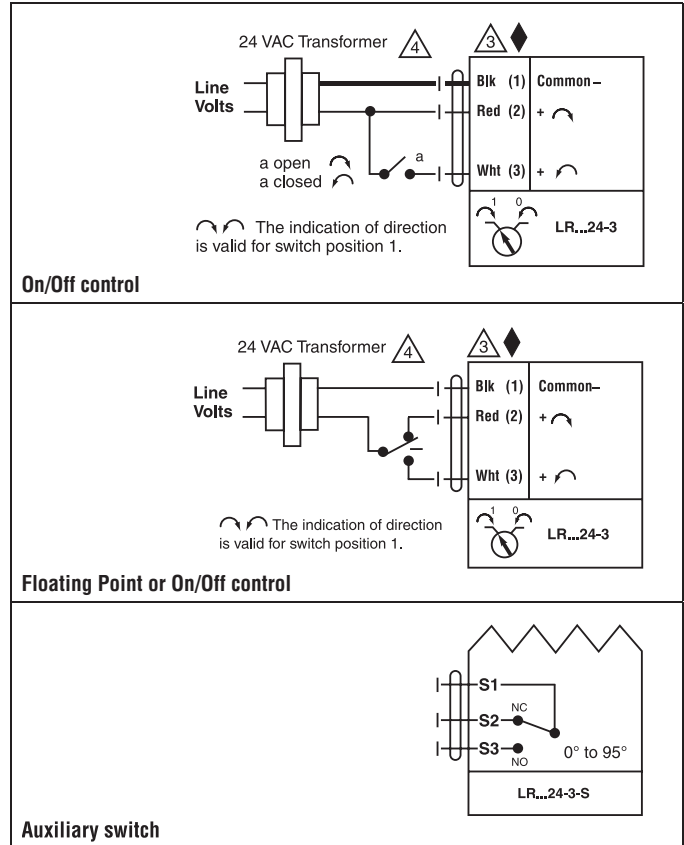 24 VAC Transformer 4 3
Line Volts
Blk (1) Common –
Red (2) +
a
Wht (3) +
a open
a closed
1 0
LR...24-3
The indication of direction
is valid for switch position 1.
On/Off control
24 VAC Transformer 4 3
Line Volts
Blk (1) Common–
Red (2) +
Wht (3) +
1 0
LR...24-3
The indication of direction
is valid for switch position 1.
Floating Point or On/Off control
S1
NC
S2
S3
NO
0° to 95°
LR...24-3-S
Auxiliary switch